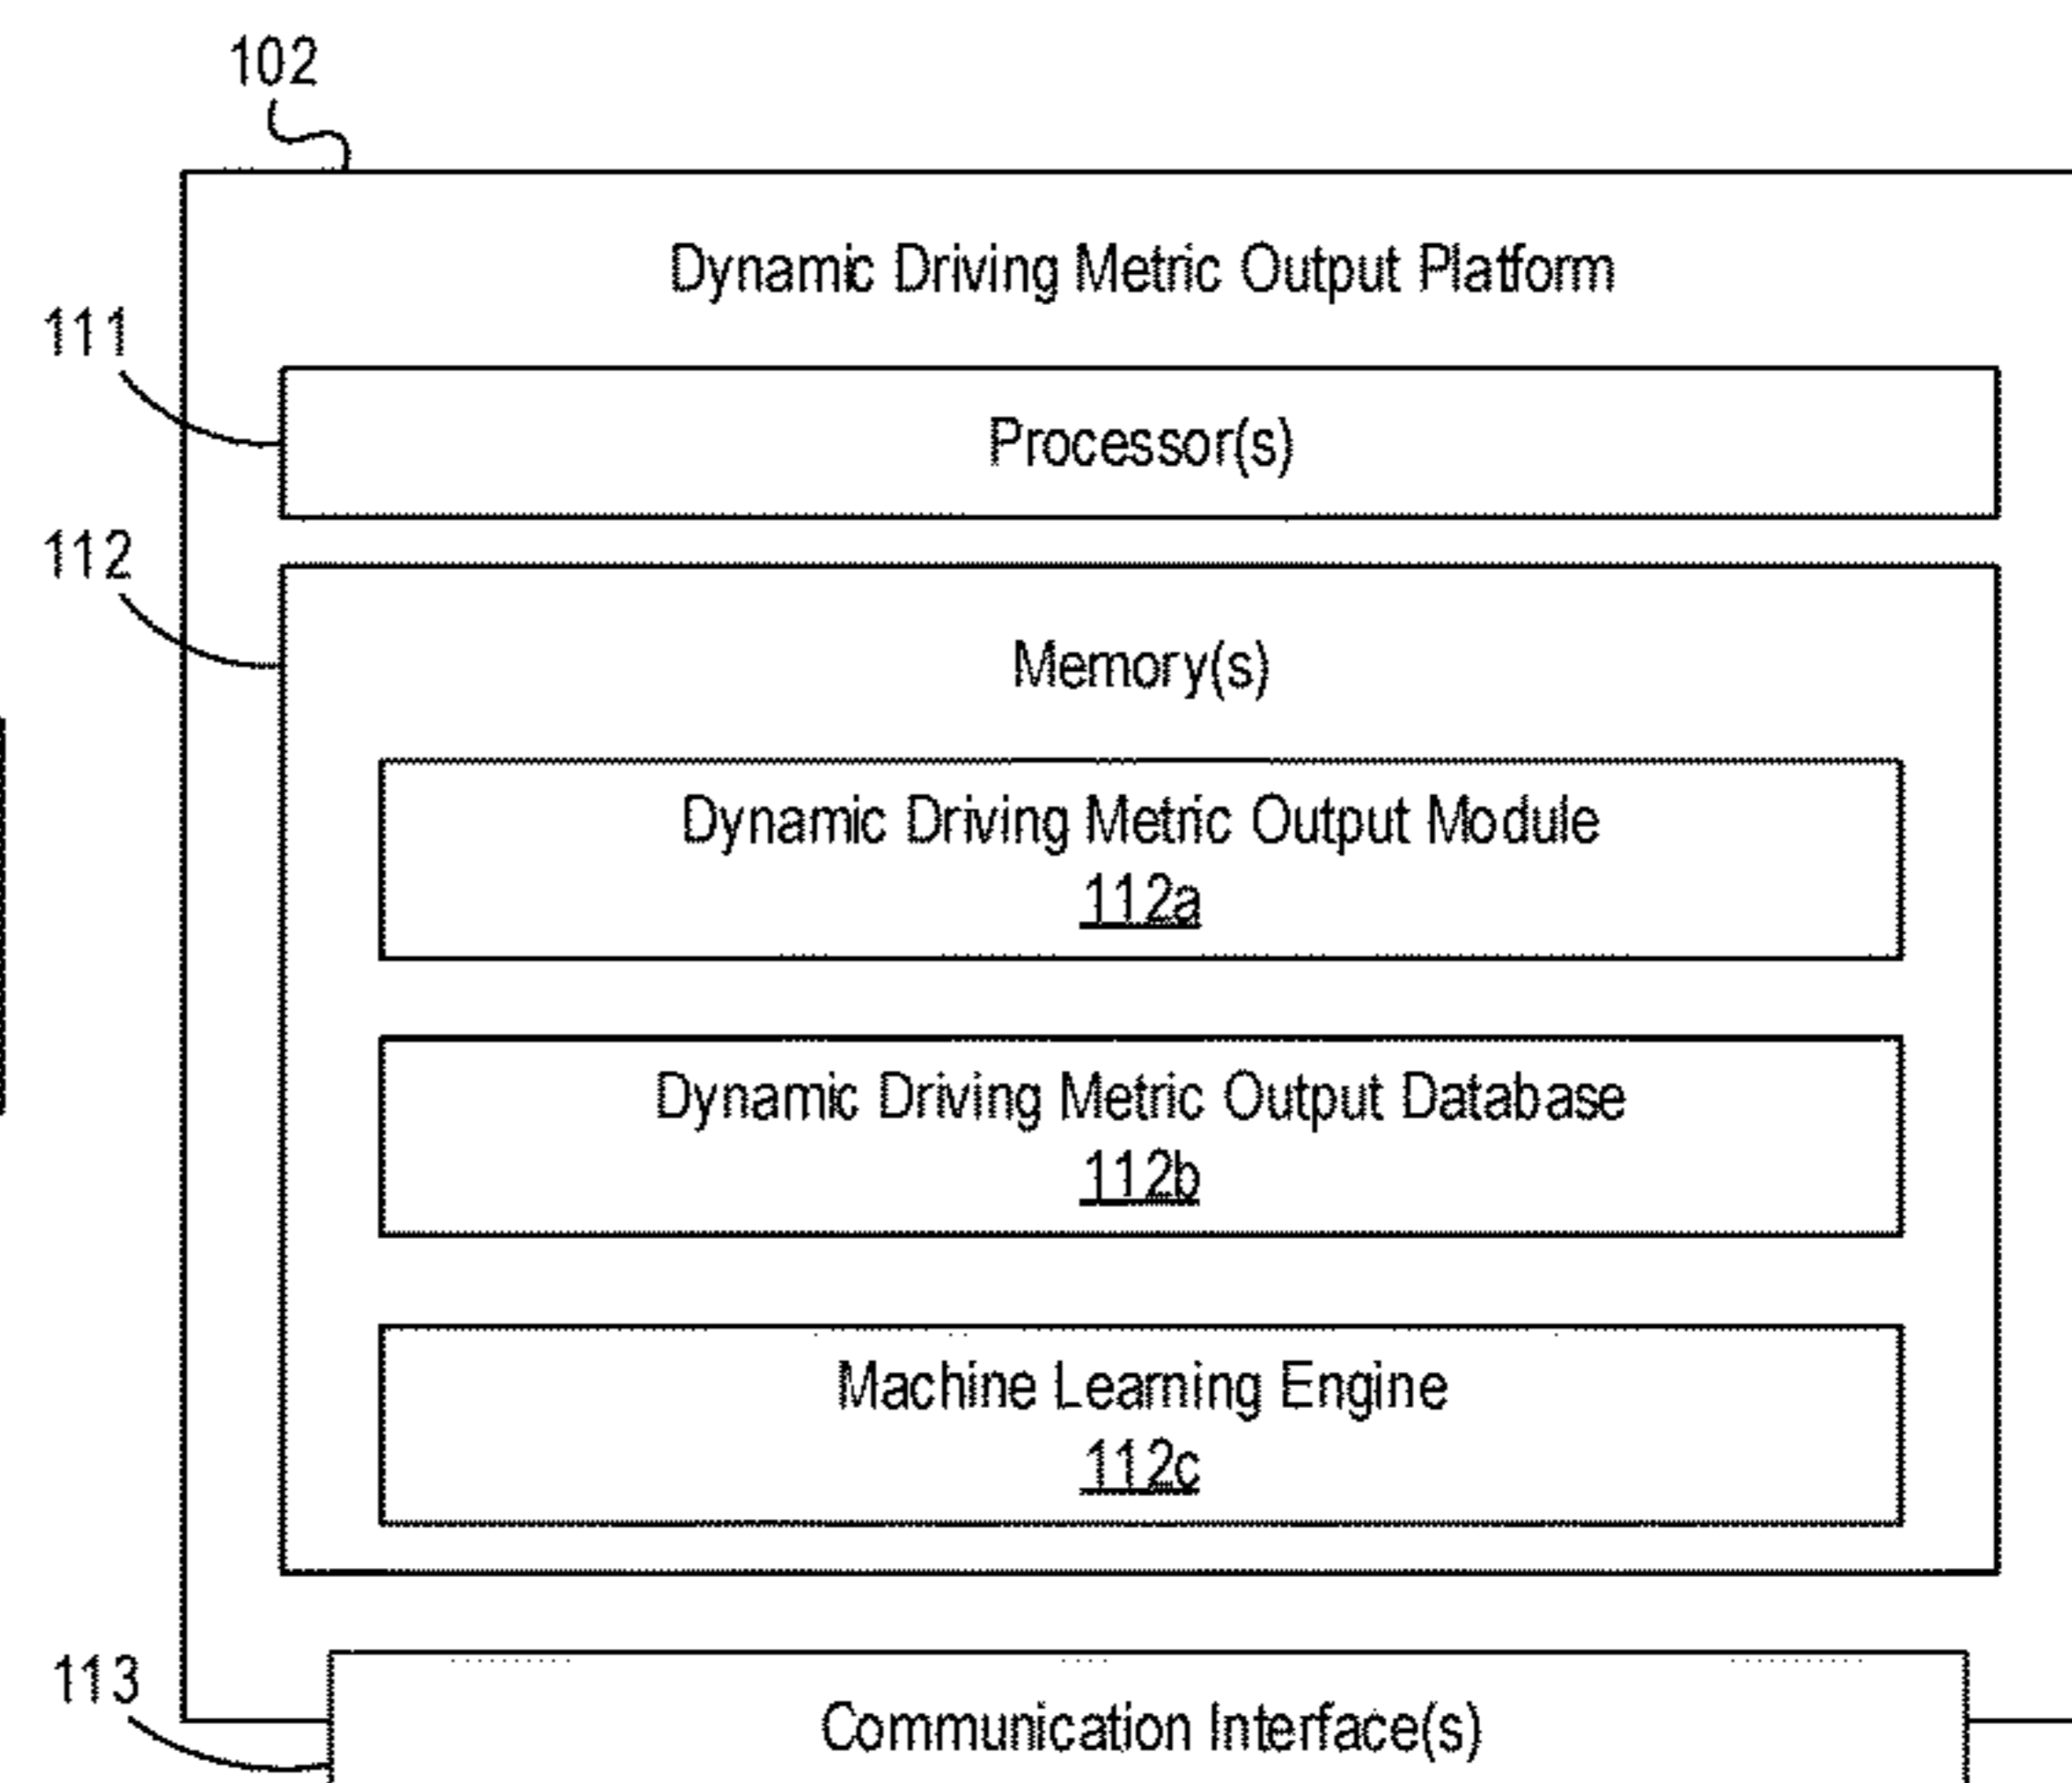 102
Dynamic Driving Metric Output Platform
111
Processor(s)
112
Memory(s)
Dynamic Driving Metric Output Module
112a
Dynamic Driving Metric Output Database
112b
Machine Learning Engine
112c
113
Communication Interface(s)